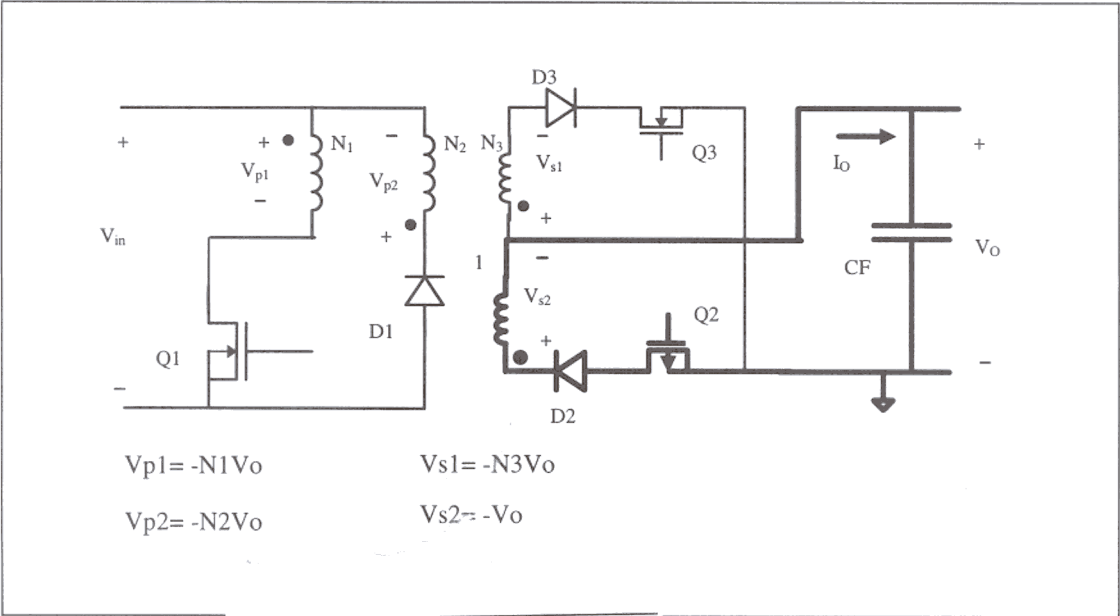 D3
+ − + − N₁ N₂ N₃ Vs1 Q3 +
Vp1 Vp2 − IO
Vin + + CF VO
1 − Vs2 Q2
D1 +
Q1
− −
D2
Vp1= -N1Vo Vs1= -N3Vo
Vp2= -N2Vo Vs2= -Vo